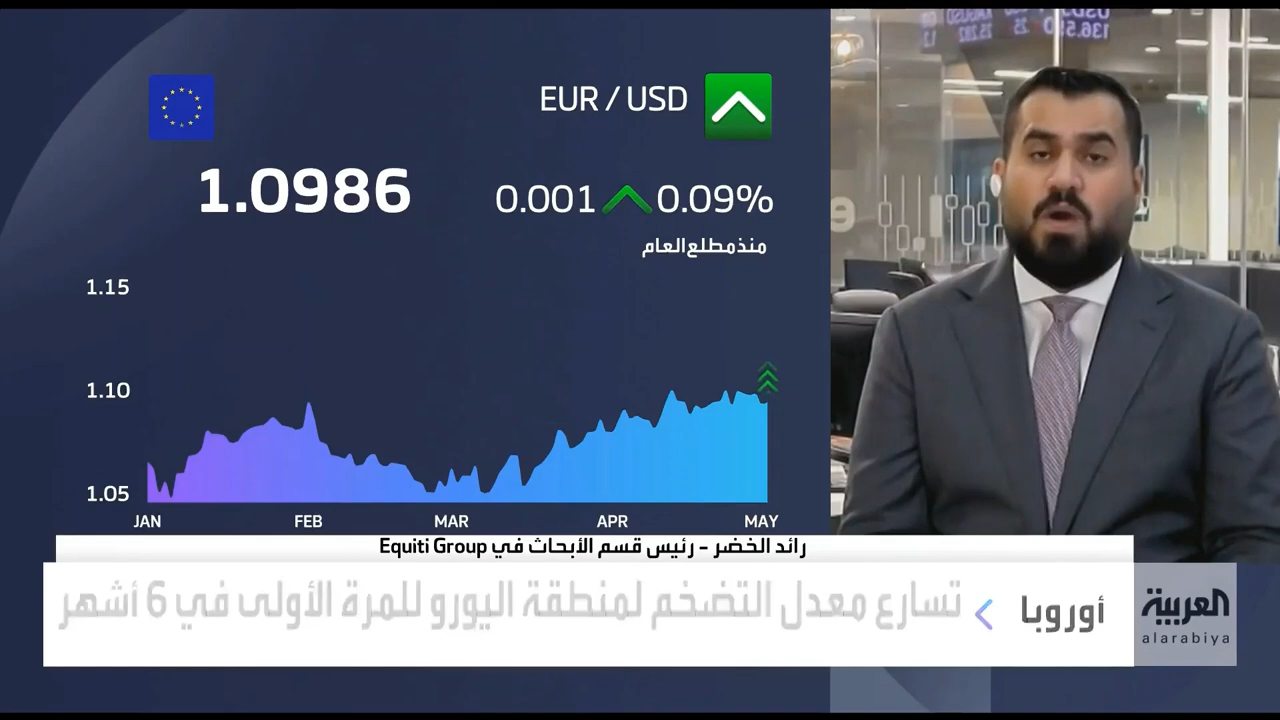 EUR / USD
1.0986
0.001 0.09%
منذ مطلع العام
1.15
1.10
1.05
JAN FEB MAR APR MAY
رائد الخضر - رئيس قسم الأبحاث في Equiti Group
أوروبا
تسارع معدل التضخم لمنطقة اليورو للمرة الأولى في 6 أشهر
العربية
alarabiya